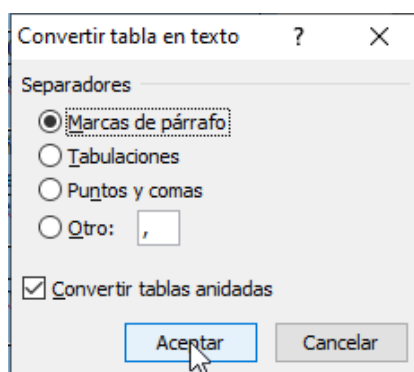 Convertir tabla en texto ? X
Separadores
Marcas de párrafo
Tabulaciones
Puntos y comas
Otro: ,
Convertir tablas anidadas
Aceptar Cancelar